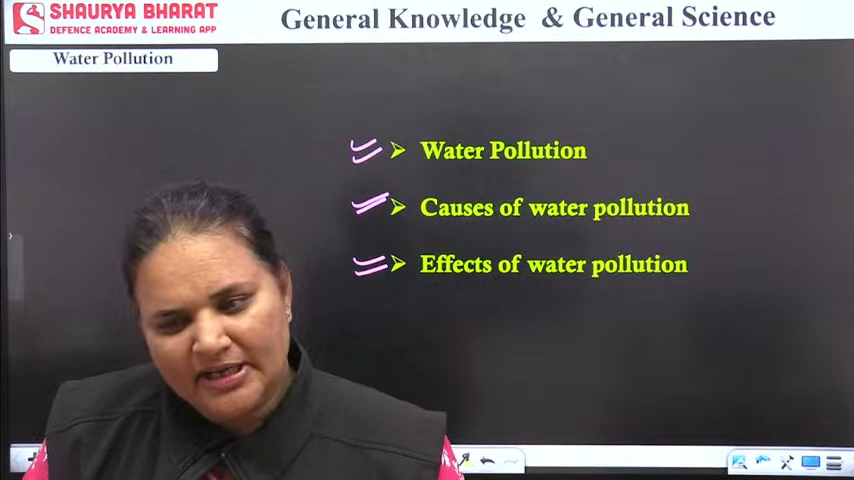 SHAURYA BHARAT
DEFENCE ACADEMY & LEARNING APP
General Knowledge & General Science
Water Pollution
➢ Water Pollution
➢ Causes of water pollution
➢ Effects of water pollution